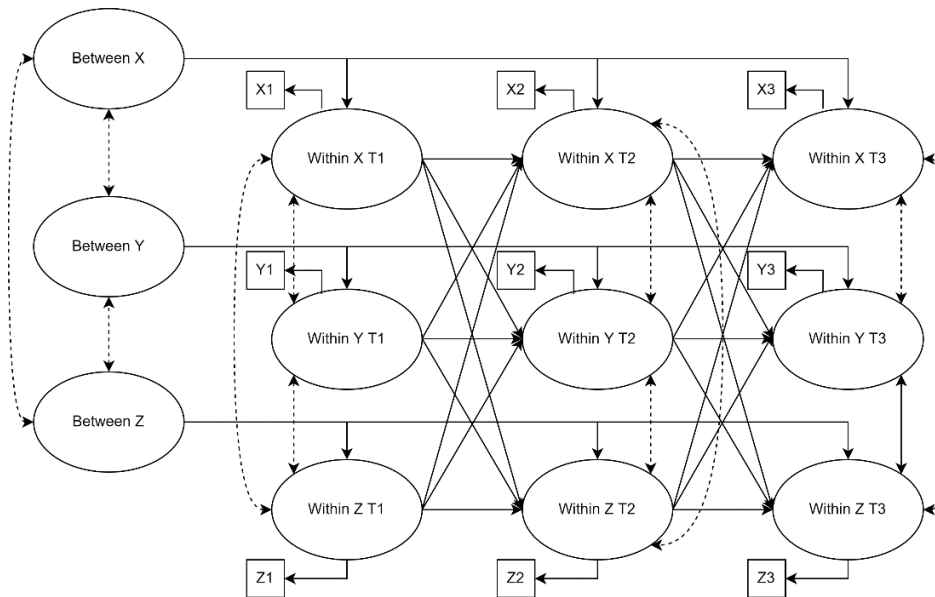 Between X
X1
X2
X3
Within X T1
Within X T2
Within X T3
Between Y
Y1
Y2
Y3
Within Y T1
Within Y T2
Within Y T3
Between Z
Within Z T1
Within Z T2
Within Z T3
Z1
Z2
Z3